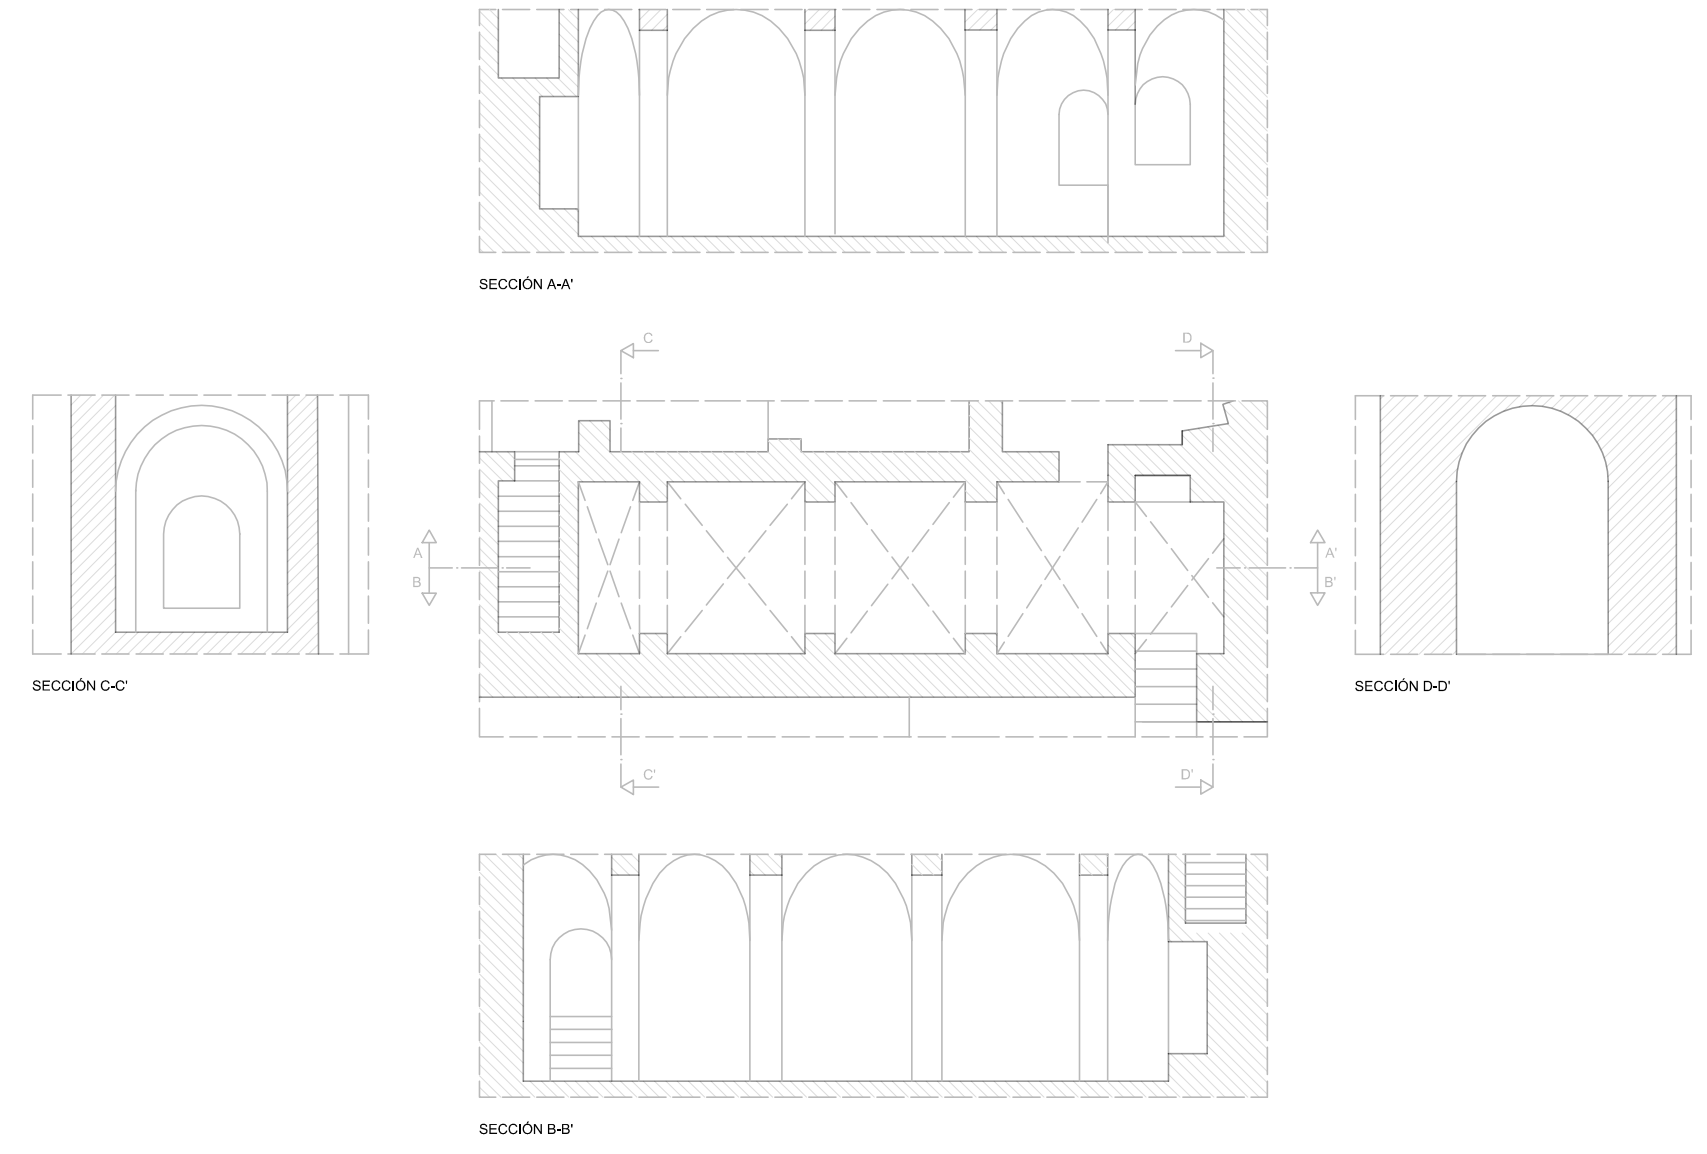 SECCIÓN A-A'
C
D
A
A'
B
B'
SECCIÓN C-C'
SECCIÓN D-D'
C'
D'
SECCIÓN B-B'